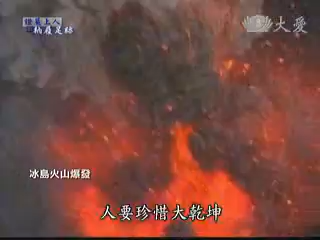 證嚴上人
衲履足跡
大愛
冰島火山爆發
人要珍惜大乾坤